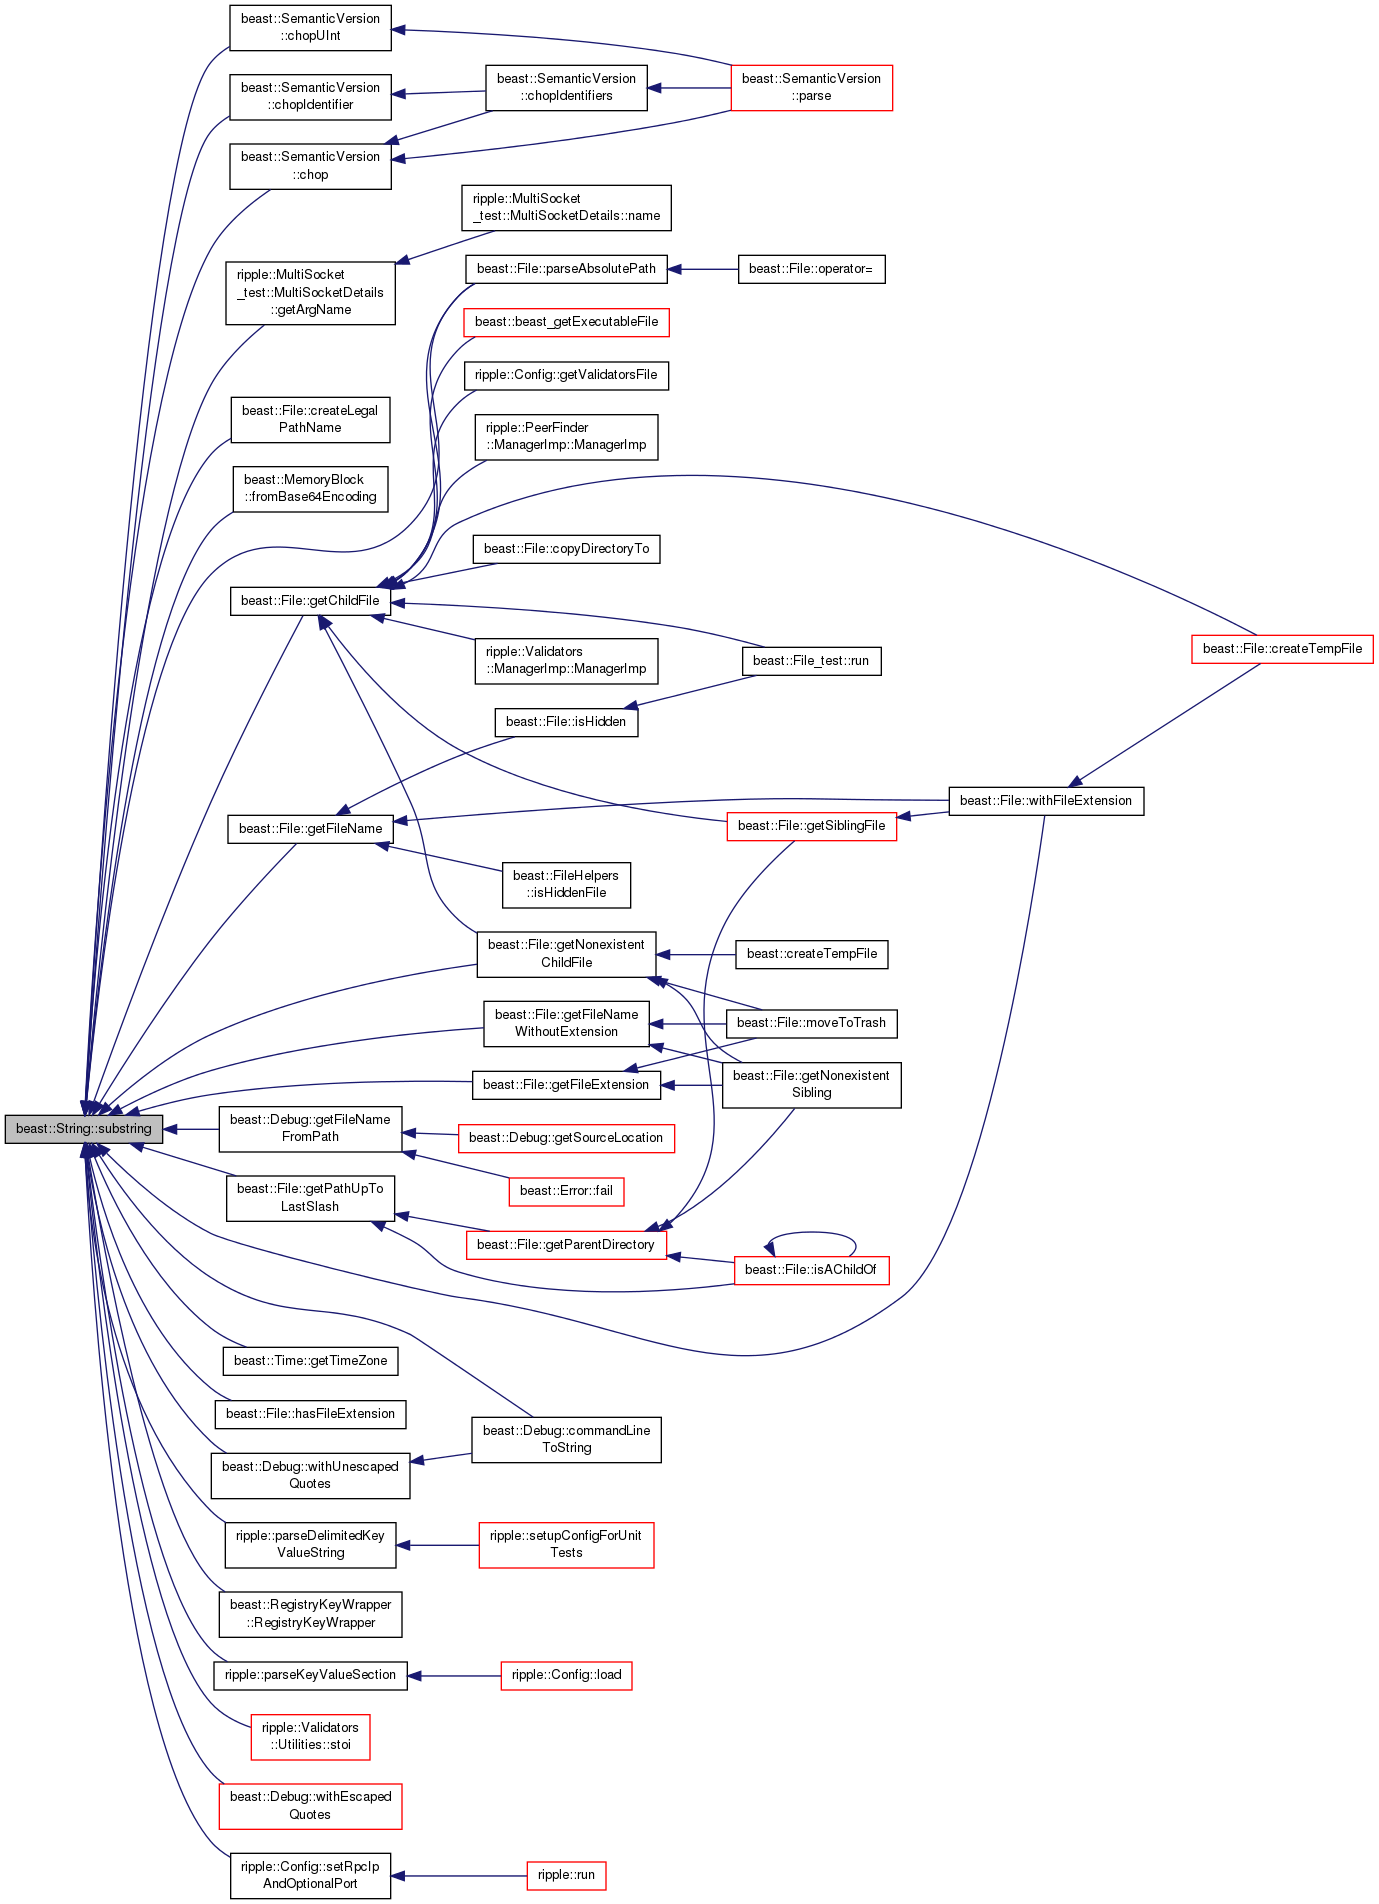 beast::SemanticVersion
::chopUInt
beast::SemanticVersion
::chopIdentifier
beast::SemanticVersion
::chopIdentifiers
beast::SemanticVersion
::parse
beast::SemanticVersion
::chop
ripple::MultiSocket
_test::MultiSocketDetails::name
ripple::MultiSocket
_test::MultiSocketDetails
::getArgName
beast::File::parseAbsolutePath
beast::File::operator=
beast::beast_getExecutableFile
ripple::Config::getValidatorsFile
beast::File::createLegal
PathName
ripple::PeerFinder
::ManagerImp::ManagerImp
beast::MemoryBlock
::fromBase64Encoding
beast::File::copyDirectoryTo
beast::File::getChildFile
ripple::Validators
::ManagerImp::ManagerImp
beast::File_test::run
beast::File::createTempFile
beast::File::isHidden
beast::File::withFileExtension
beast::File::getFileName
beast::File::getSiblingFile
beast::FileHelpers
::isHiddenFile
beast::File::getNonexistent
ChildFile
beast::createTempFile
beast::File::getFileName
WithoutExtension
beast::File::moveToTrash
beast::File::getFileExtension
beast::File::getNonexistent
Sibling
beast::String::substring
beast::Debug::getFileName
FromPath
beast::Debug::getSourceLocation
beast::Error::fail
beast::File::getPathUpTo
LastSlash
beast::File::getParentDirectory
beast::File::isAChildOf
beast::Time::getTimeZone
beast::File::hasFileExtension
beast::Debug::commandLine
ToString
beast::Debug::withUnescaped
Quotes
ripple::parseDelimitedKey
ValueString
ripple::setupConfigForUnit
Tests
beast::RegistryKeyWrapper
::RegistryKeyWrapper
ripple::parseKeyValueSection
ripple::Config::load
ripple::Validators
::Utilities::stoi
beast::Debug::withEscaped
Quotes
ripple::Config::setRpcIp
AndOptionalPort
ripple::run